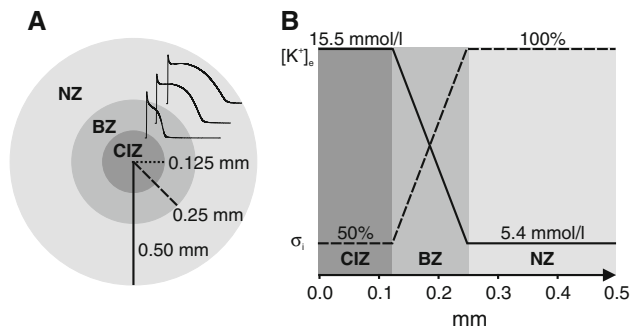 A
NZ
BZ
CIZ
0.125 mm
0.25 mm
0.50 mm
B
15.5 mmol/l
100%
[K⁺]e
50%
5.4 mmol/l
σi
CIZ BZ NZ
0.0 0.1 0.2 0.3 0.4 0.5
mm